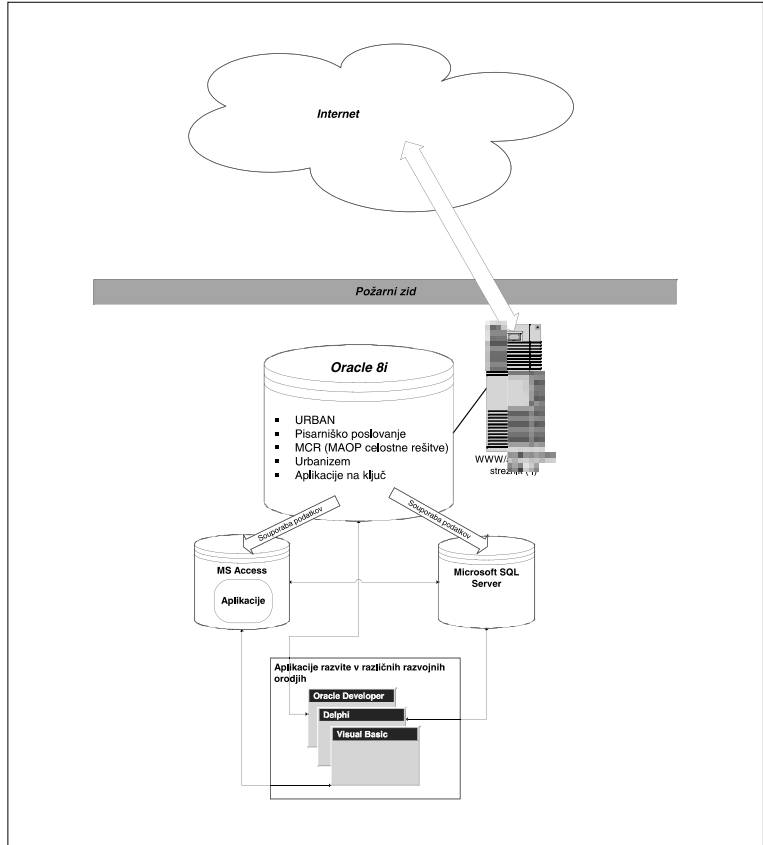 Internet
Požarni zid
Oracle 8i
▪ URBAN
▪ Pisarniško poslovanje
▪ MCR (MAOP celostne rešitve)
▪ Urbanizem
▪ Aplikacije na ključ
WWW/
Souporaba podatkov
Souporaba podatkov
MS Access
Aplikacije
Microsoft SQL
Server
Aplikacije razvite v različnih razvojnih
orodjih
Oracle Developer
Delphi
Visual Basic